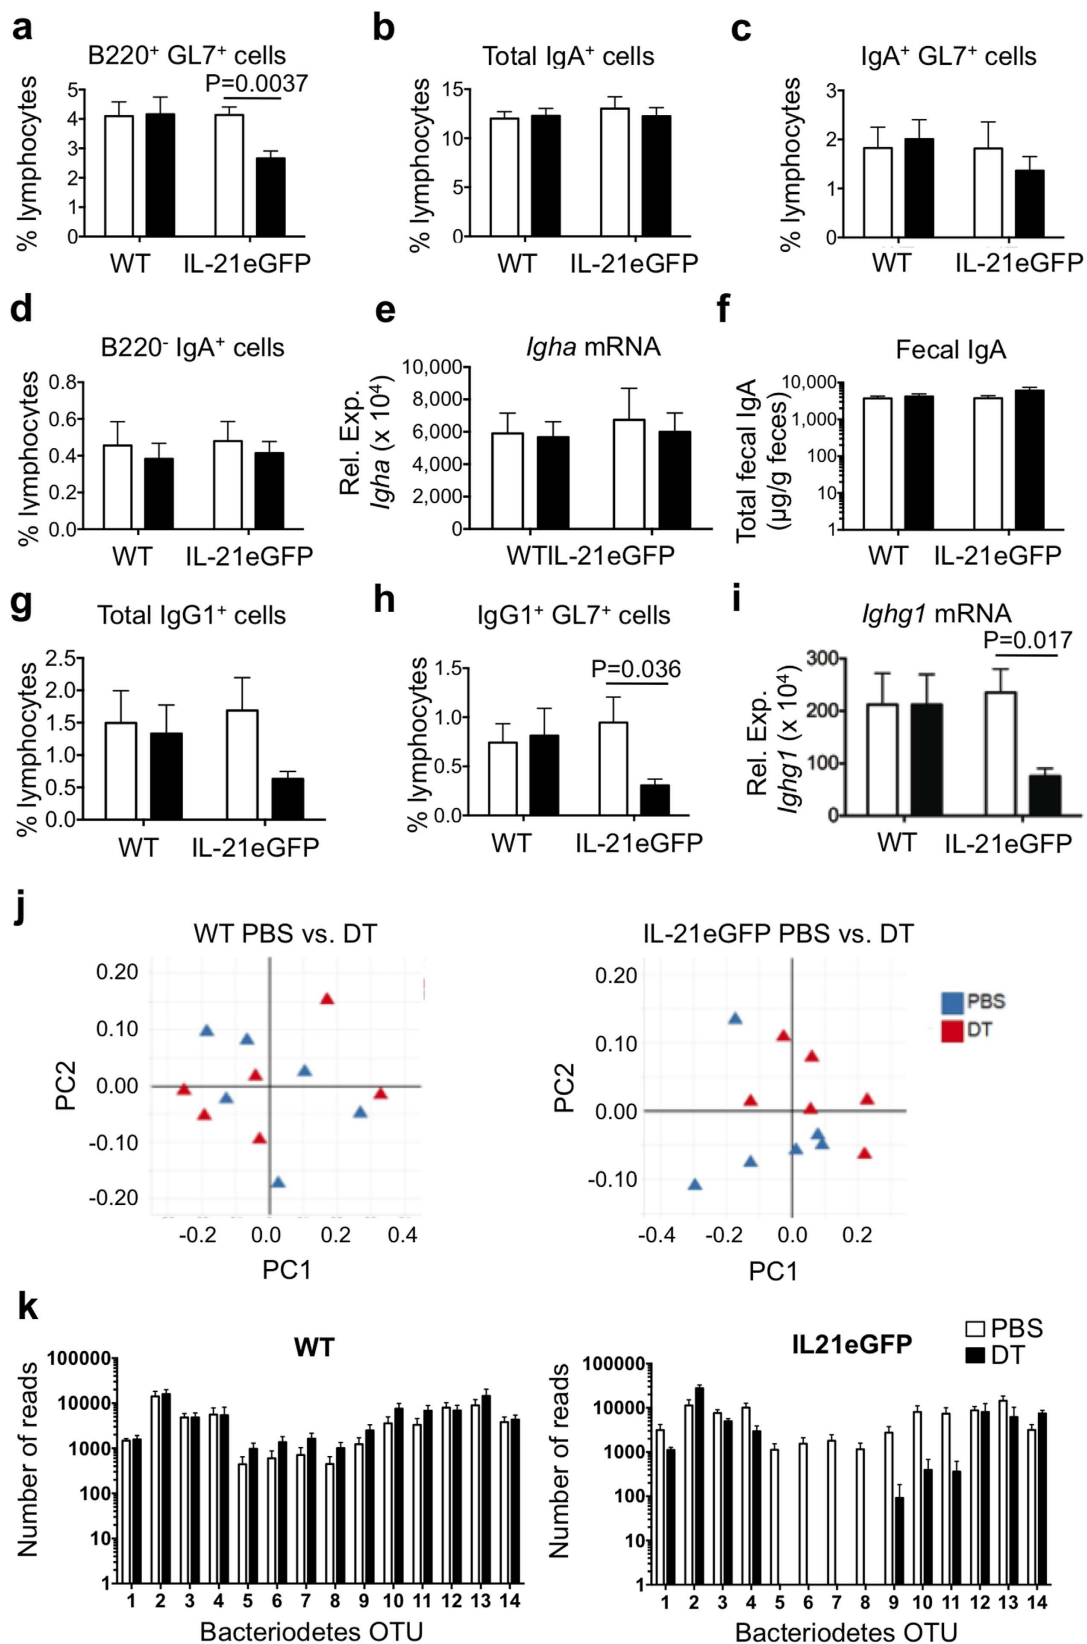 a
B220+ GL7+ cells
P=0.0037
% lymphocytes
5
4
3
2
1
0
WT
IL-21eGFP
b
Total IgA+ cells
% lymphocytes
15
10
5
0
WT
IL-21eGFP
c
IgA+ GL7+ cells
% lymphocytes
3
2
1
0
WT
IL-21eGFP
d
B220- IgA+ cells
% lymphocytes
0.8
0.6
0.4
0.2
0.0
WT
IL-21eGFP
e
Igha mRNA
Rel. Exp.
Igha (x 10⁴)
10,000
8,000
6,000
4,000
2,000
0
WT
IL-21eGFP
f
Fecal IgA
Total fecal IgA
(µg/g feces)
10,000
1,000
100
10
1
WT
IL-21eGFP
g
Total IgG1+ cells
% lymphocytes
2.5
2.0
1.5
1.0
0.5
0.0
WT
IL-21eGFP
h
IgG1+ GL7+ cells
P=0.036
% lymphocytes
1.5
1.0
0.5
0.0
WT
IL-21eGFP
i
Ighg1 mRNA
P=0.017
Rel. Exp.
Ighg1 (x 10⁴)
300
200
100
0
WT
IL-21eGFP
j
WT PBS vs. DT
PC2
0.20
0.10
0.00
-0.10
-0.20
-0.2 0.0 0.2 0.4
PC1
IL-21eGFP PBS vs. DT
PC2
0.20
0.10
0.00
-0.10
-0.4 -0.2 0.0 0.2
PC1
PBS
DT
k
WT
Number of reads
100000
10000
1000
100
10
1
1 2 3 4 5 6 7 8 9 10 11 12 13 14
Bacteriodetes OTU
IL21eGFP
PBS
DT
Number of reads
100000
10000
1000
100
10
1
1 2 3 4 5 6 7 8 9 10 11 12 13 14
Bacteriodetes OTU